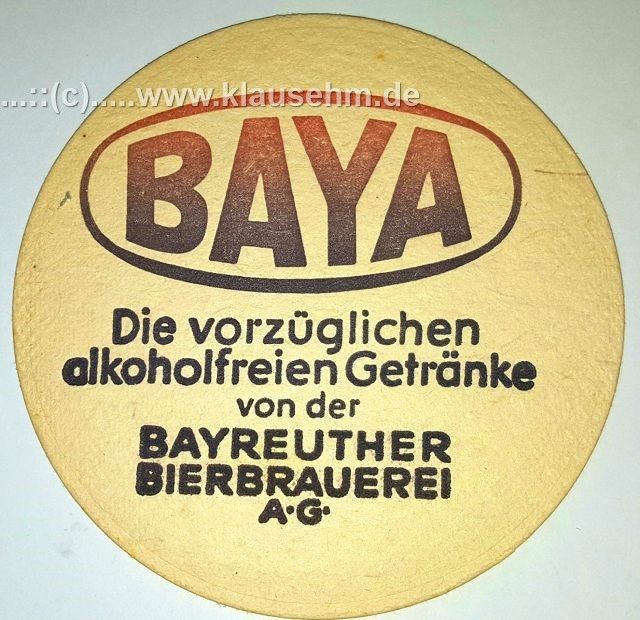 ...::(c).....www.klausehm.de
BAYA
Die vorzüglichen
alkoholfreien Getränke
von der
BAYREUTHER
BIERBRAUEREI
A·G·